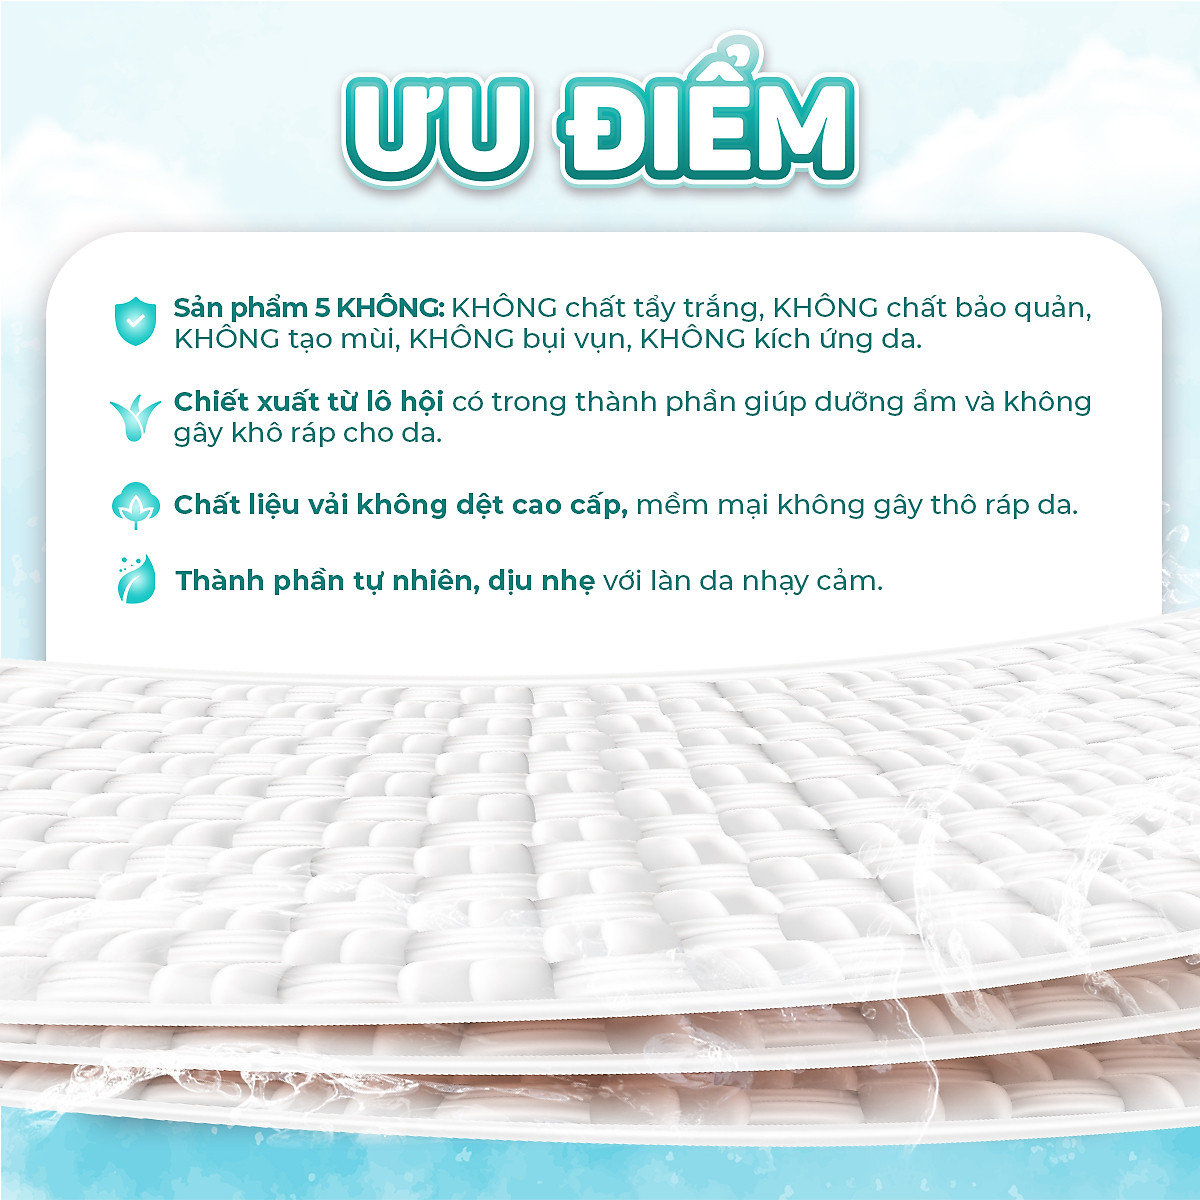 ƯU ĐIỂM
Sản phẩm 5 KHÔNG: KHÔNG chất tẩy trắng, KHÔNG chất bảo quản,
KHÔNG tạo mùi, KHÔNG bụi vụn, KHÔNG kích ứng da.
Chiết xuất từ lô hội có trong thành phần giúp dưỡng ẩm và không
gây khô ráp cho da.
Chất liệu vải không dệt cao cấp, mềm mại không gây thô ráp da.
Thành phần tự nhiên, dịu nhẹ với làn da nhạy cảm.